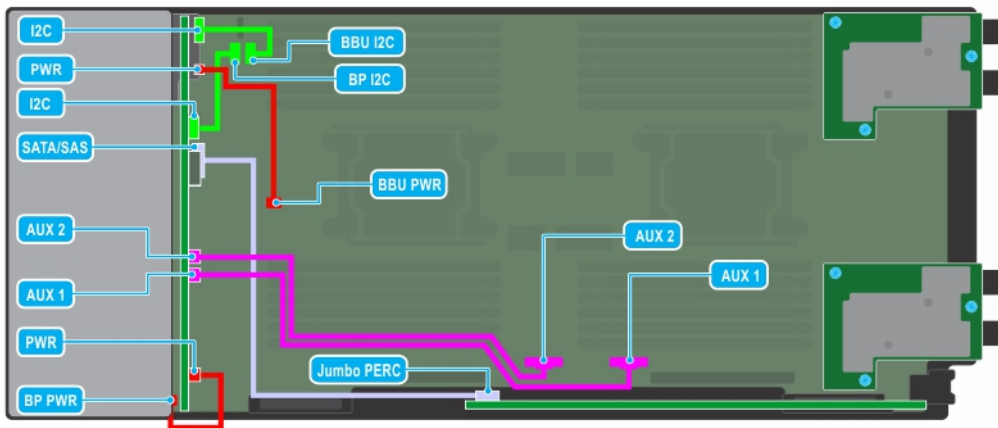 I2C
BBU I2C
PWR
BP I2C
I2C
SATA/SAS
BBU PWR
AUX 2
AUX 2
AUX 1
AUX 1
PWR
Jumbo PERC
BP PWR